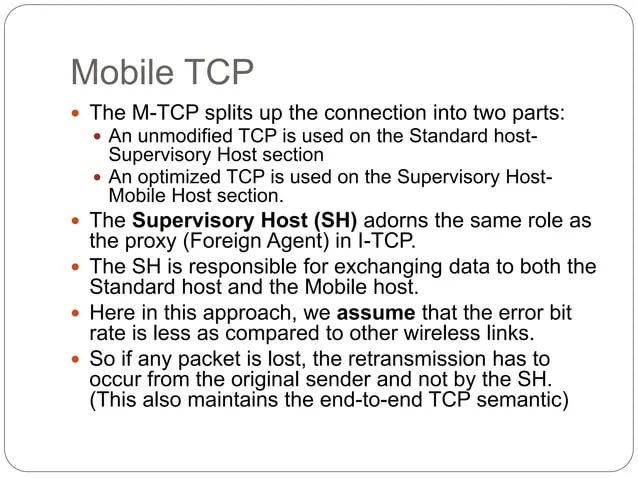 Mobile TCP
• The M-TCP splits up the connection into two parts:
• An unmodified TCP is used on the Standard host-
Supervisory Host section
• An optimized TCP is used on the Supervisory Host-
Mobile Host section.
• The Supervisory Host (SH) adorns the same role as
the proxy (Foreign Agent) in I-TCP.
• The SH is responsible for exchanging data to both the
Standard host and the Mobile host.
• Here in this approach, we assume that the error bit
rate is less as compared to other wireless links.
• So if any packet is lost, the retransmission has to
occur from the original sender and not by the SH.
(This also maintains the end-to-end TCP semantic)